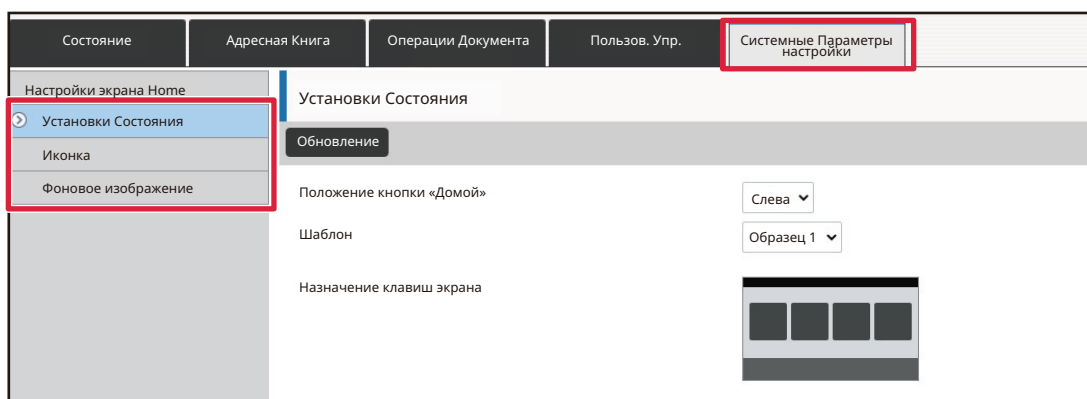 Состояние
Адресная Книга
Операции Документа
Пользов. Упр.
Системные Параметры
настройки
Настройки экрана Home
Установки Состояния
Иконка
Фоновое изображение
Установки Состояния
Обновление
Положение кнопки «Домой»
Слева
Шаблон
Образец 1
Назначение клавиш экрана